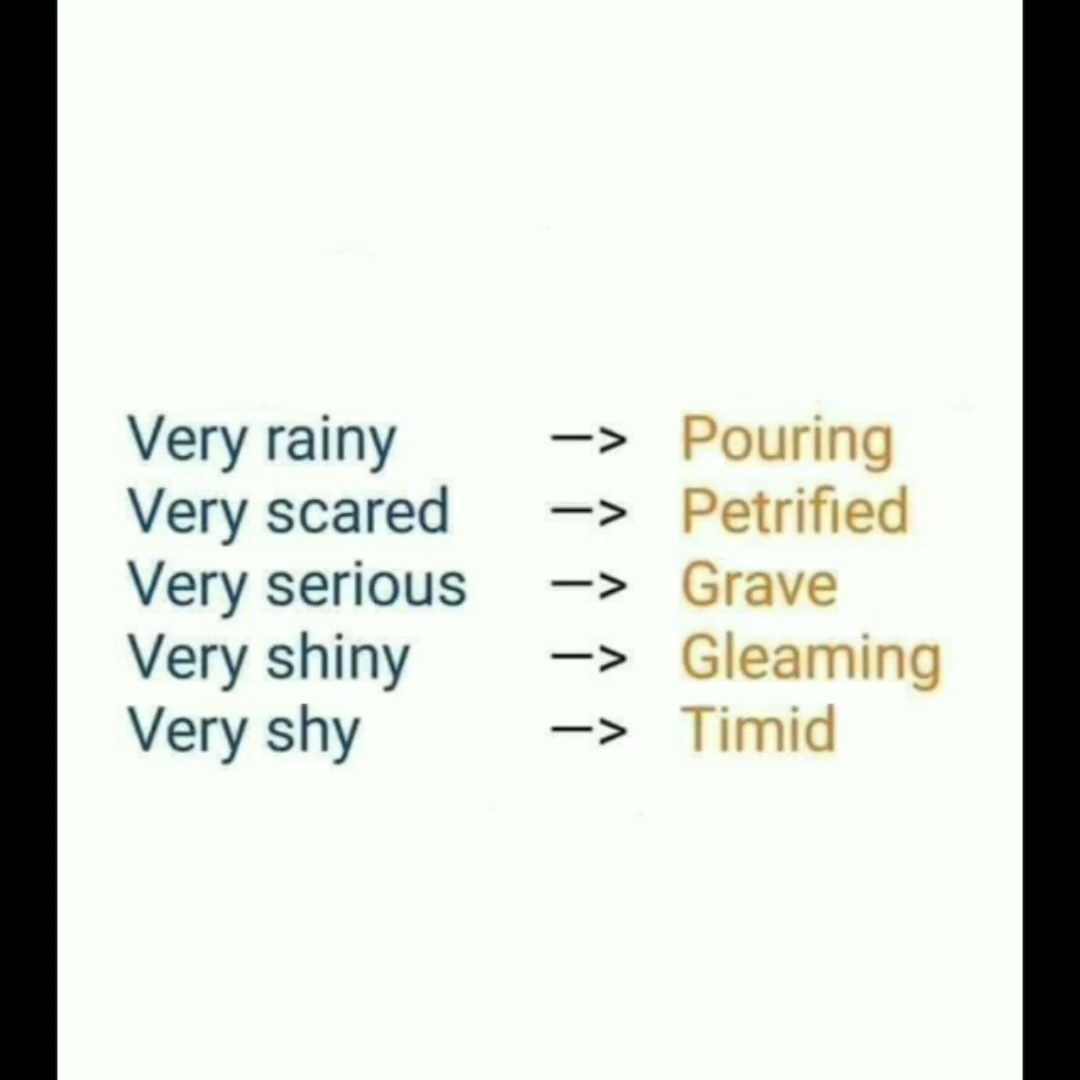 Very rainy —> Pouring
Very scared —> Petrified
Very serious —> Grave
Very shiny —> Gleaming
Very shy —> Timid